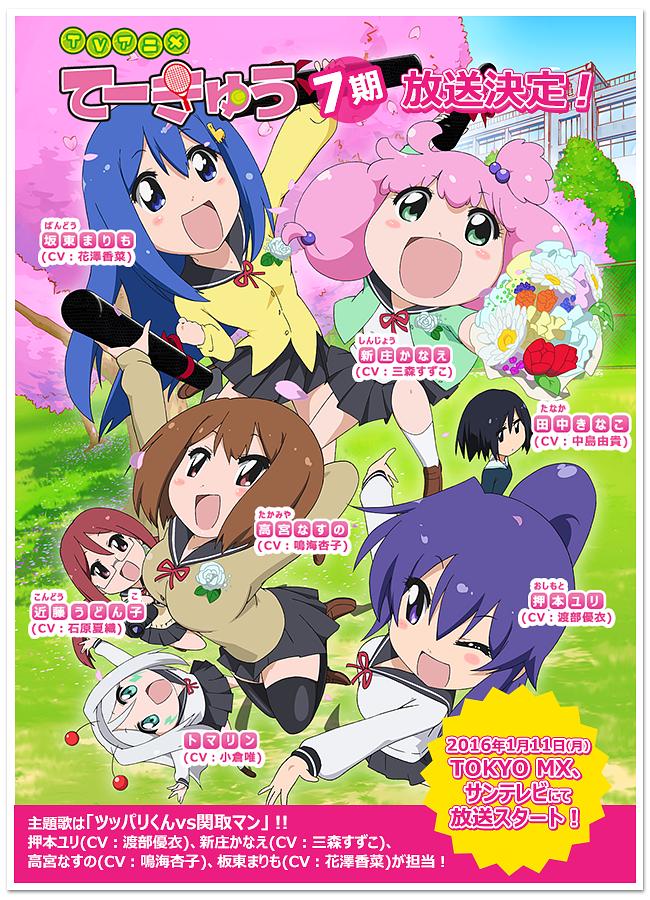 TVアニメ
てーきゅう 7期 放送決定！
ばんどう
坂東まりも
(CV：花澤香菜)
しんじょう
新庄かなえ
(CV：三森すずこ)
たなか
田中きなこ
(CV：中島由貴)
たかみや
高宮なすの
(CV：鳴海杏子)
こんどう こ
近藤うどん子
(CV：石原夏織)
おしもと
押本ユリ
(CV：渡部優衣)
トマリン
(CV：小倉唯)
2016年1月11日(月)
TOKYO MX、
サンテレビにて
放送スタート！
主題歌は「ツッパリくんvs関取マン」!!
押本ユリ(CV：渡部優衣)、新庄かなえ(CV：三森すずこ)、
高宮なすの(CV：鳴海杏子)、板東まりも(CV：花澤香菜)が担当！